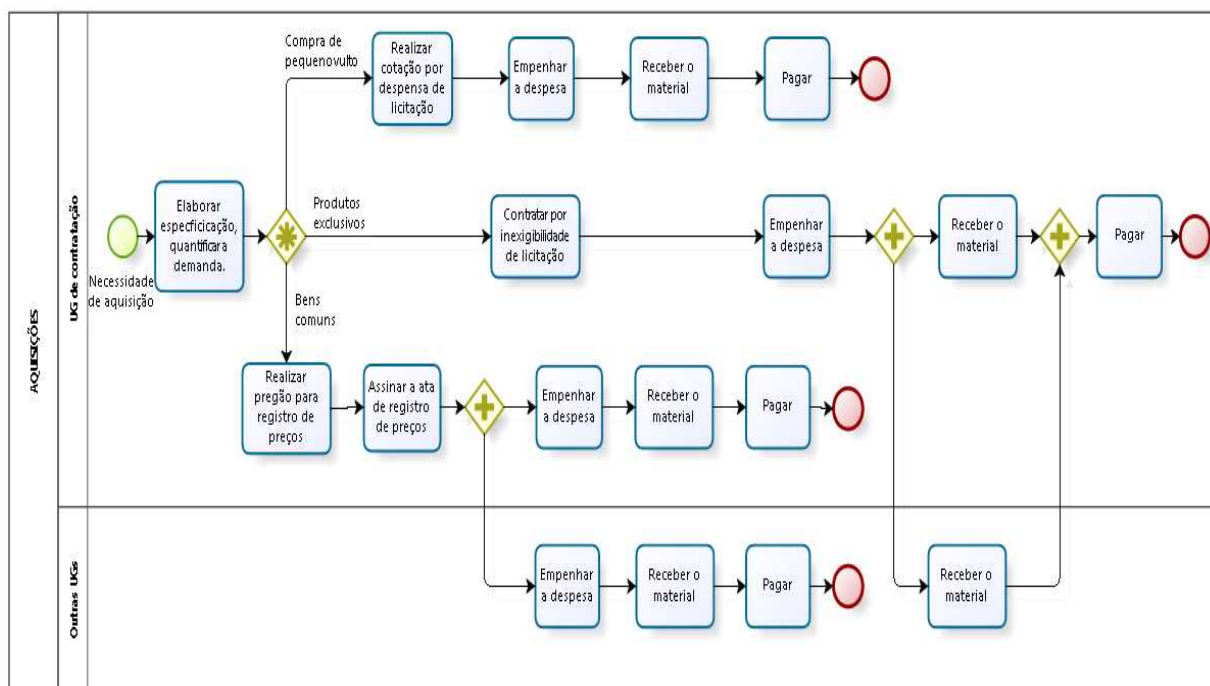 AQUISIÇÕES
UG de contratação
Outras UGs
Compra de
pequenovulto
Realizar
cotação por
despensa de
licitação
Empenhar
a despesa
Receber o
material
Pagar
Necessidade
de aquisição
Elaborar
especficicação,
quantificar a
demanda.
Produtos
exclusivos
Contratar por
inexigibilidade
de licitação
Empenhar
a despesa
Receber o
material
Pagar
Bens
comuns
Realizar
pregão para
registro de
preços
Assinar a ata
de registro
de preços
Empenhar
a despesa
Receber o
material
Pagar
Empenhar
a despesa
Receber o
material
Pagar
Receber o
material